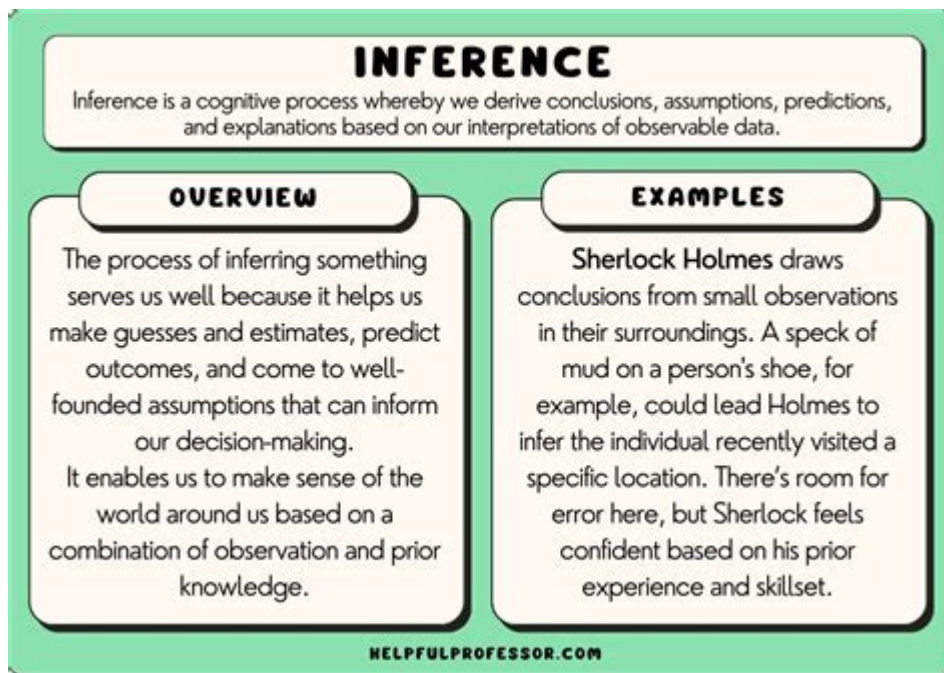 INFERENCE
Inference is a cognitive process whereby we derive conclusions, assumptions, predictions,
and explanations based on our interpretations of observable data.
OVERVIEW
The process of inferring something
serves us well because it helps us
make guesses and estimates, predict
outcomes, and come to well-
founded assumptions that can inform
our decision-making.
It enables us to make sense of the
world around us based on a
combination of observation and prior
knowledge.
EXAMPLES
Sherlock Holmes draws
conclusions from small observations
in their surroundings. A speck of
mud on a person's shoe, for
example, could lead Holmes to
infer the individual recently visited a
specific location. There's room for
error here, but Sherlock feels
confident based on his prior
experience and skillset.
HELPFULPROFESSOR.COM